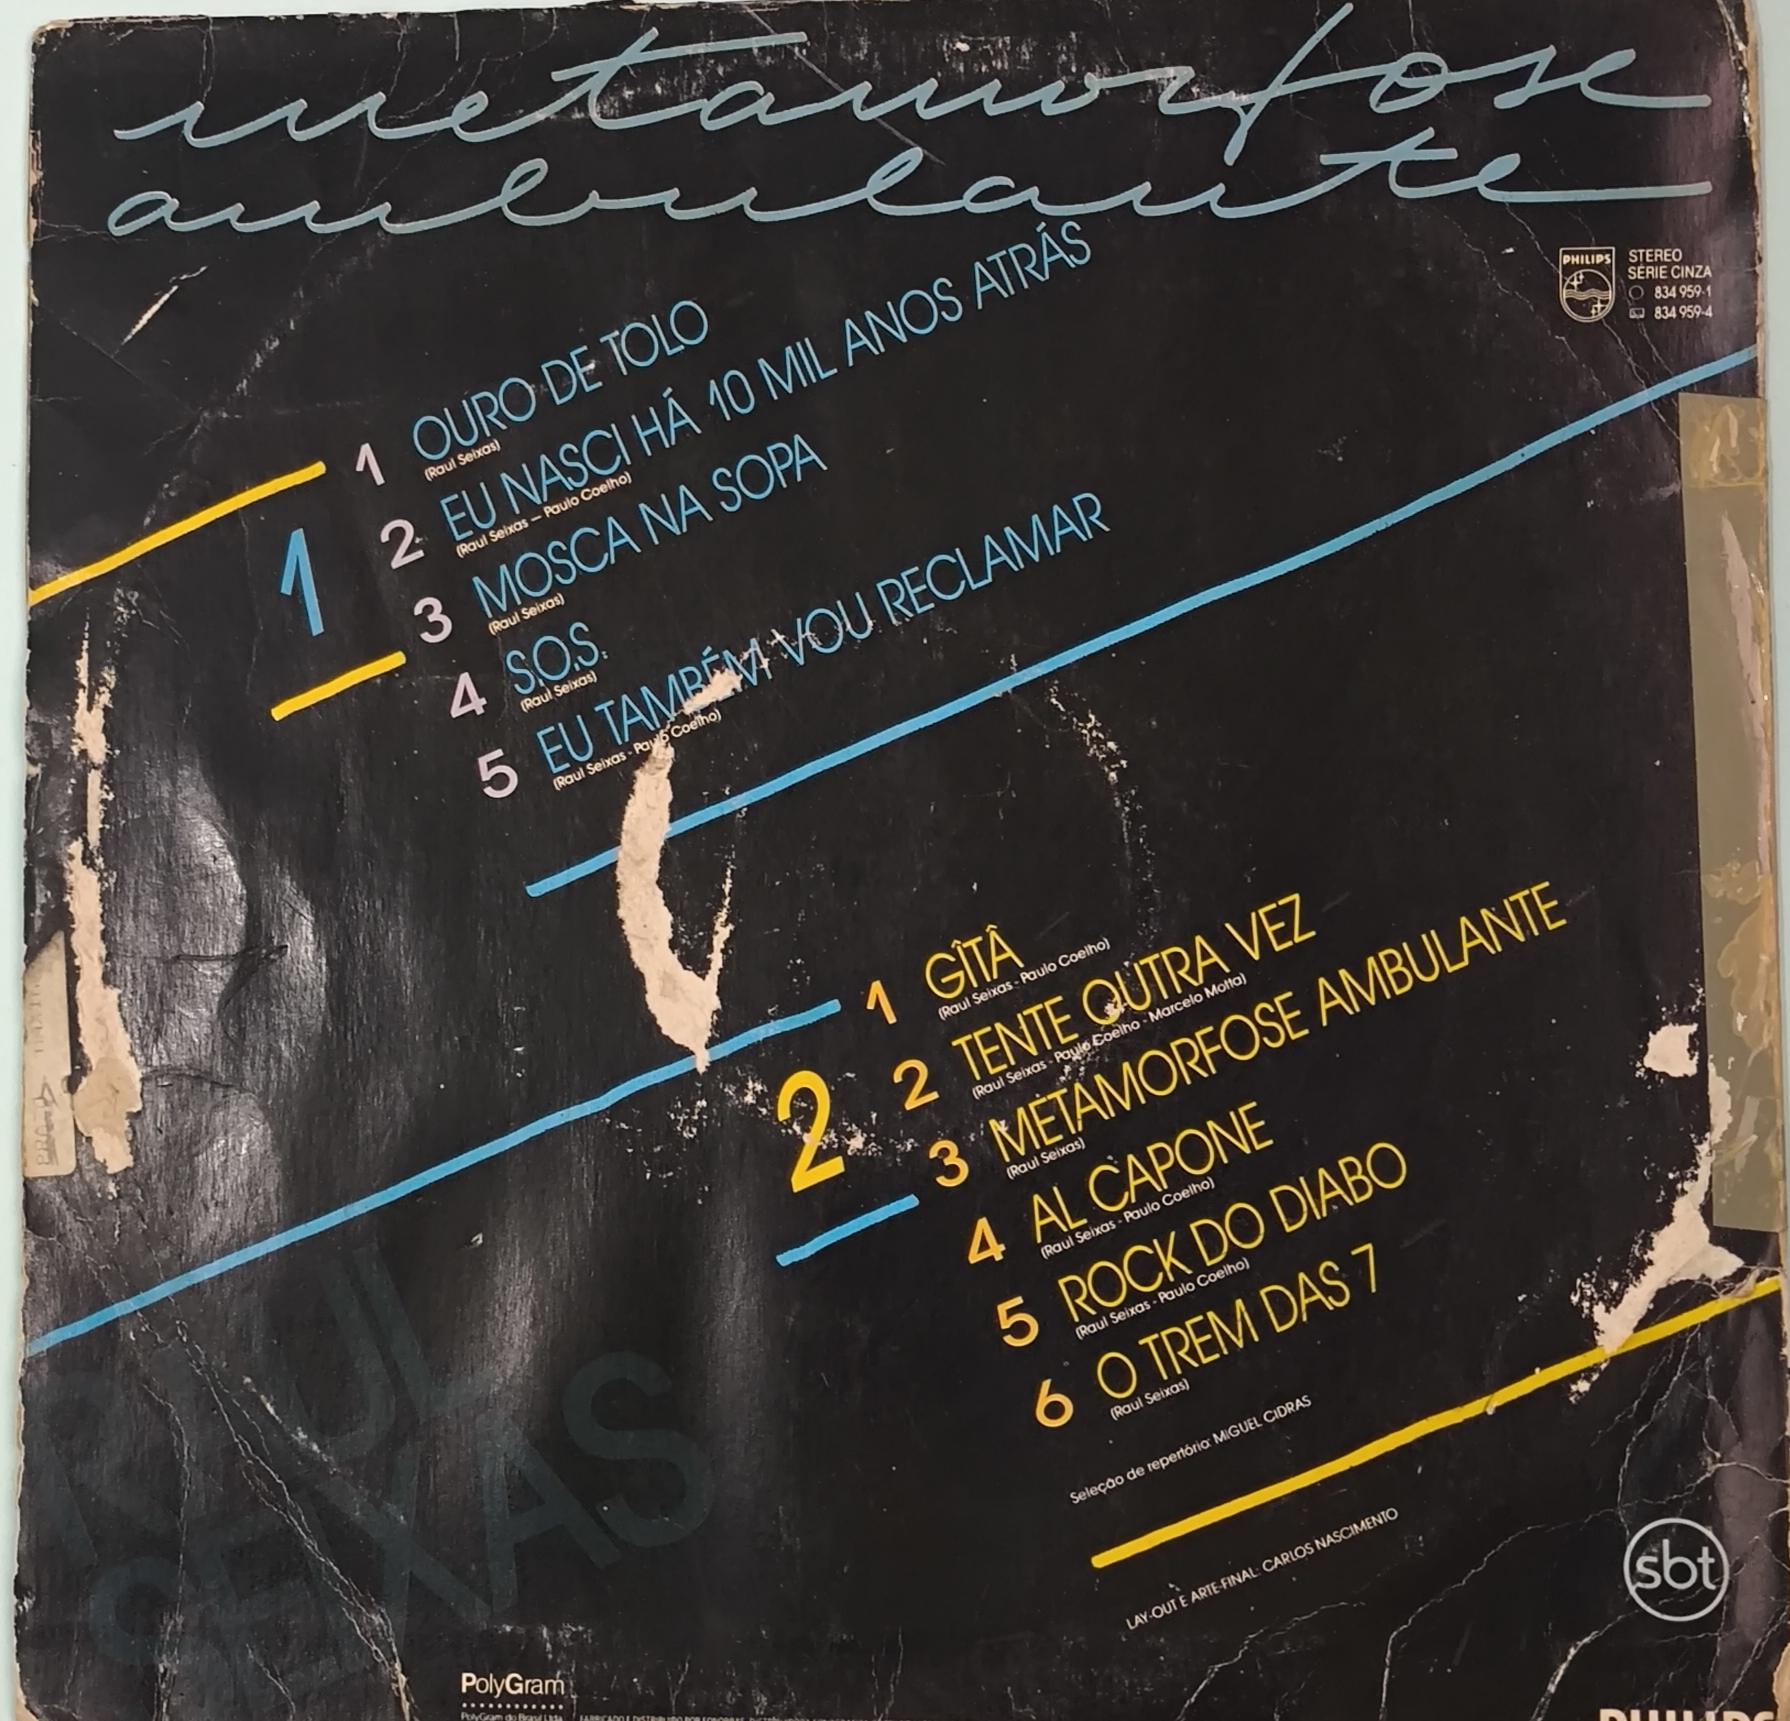 metamorfose
ambulante
PHILIPS
STEREO
SÉRIE CINZA
834 959-1
834 959-4
1
1 OURO DE TOLO
(Raul Seixas)
2 EU NASCI HÁ 10 MIL ANOS ATRÁS
(Raul Seixas – Paulo Coelho)
3 MOSCA NA SOPA
(Raul Seixas)
4 S.O.S.
(Raul Seixas)
5 EU TAMBÉM VOU RECLAMAR
(Raul Seixas - Paulo Coelho)
2
1 GÎTÂ
(Raul Seixas - Paulo Coelho)
2 TENTE OUTRA VEZ
(Raul Seixas - Paulo Coelho - Marcelo Motta)
3 METAMORFOSE AMBULANTE
(Raul Seixas)
4 AL CAPONE
(Raul Seixas - Paulo Coelho)
5 ROCK DO DIABO
(Raul Seixas - Paulo Coelho)
6 O TREM DAS 7
(Raul Seixas)
Seleção de repertório: MIGUEL CIDRAS
LAY-OUT E ARTE-FINAL: CARLOS NASCIMENTO
RAUL
SEIXAS
sbt
PolyGram
PolyGram do Brasil Ltda.
PHILIPS